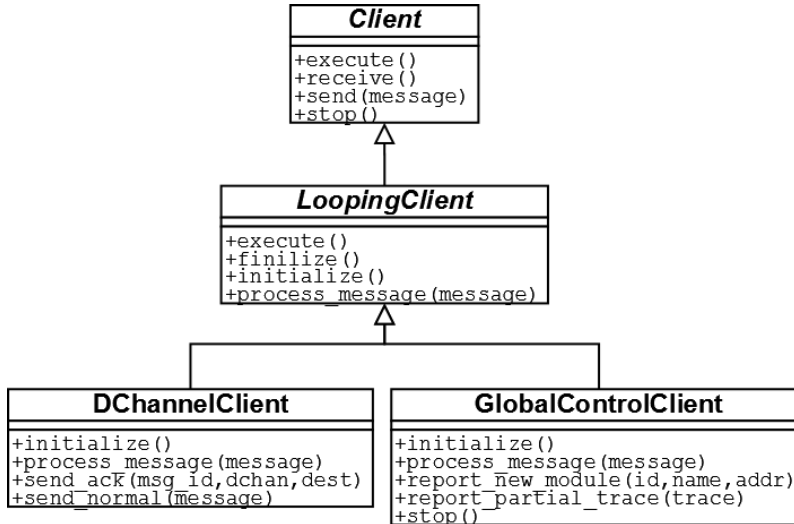 Client
+execute()
+receive()
+send(message)
+stop()
LoopingClient
+execute()
+finilize()
+initialize()
+process_message(message)
DChannelClient
+initialize()
+process_message(message)
+send_ack(msg_id,dchan,dest)
+send_normal(message)
GlobalControlClient
+initialize()
+process_message(message)
+report_new_module(id,name,addr)
+report_partial_trace(trace)
+stop()